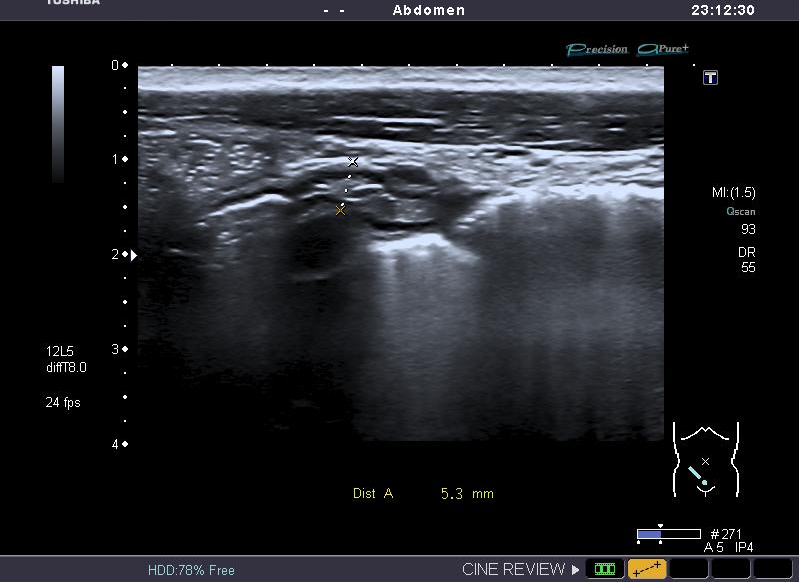 TOSHIBA
- - Abdomen 23:12:30
Precision APure+
T
0
1
2
3
4
MI:(1.5)
Qscan
93
DR
55
12L5
diffT8.0
24 fps
Dist A 5.3 mm
#271
A 5 IP4
HDD:78% Free
CINE REVIEW